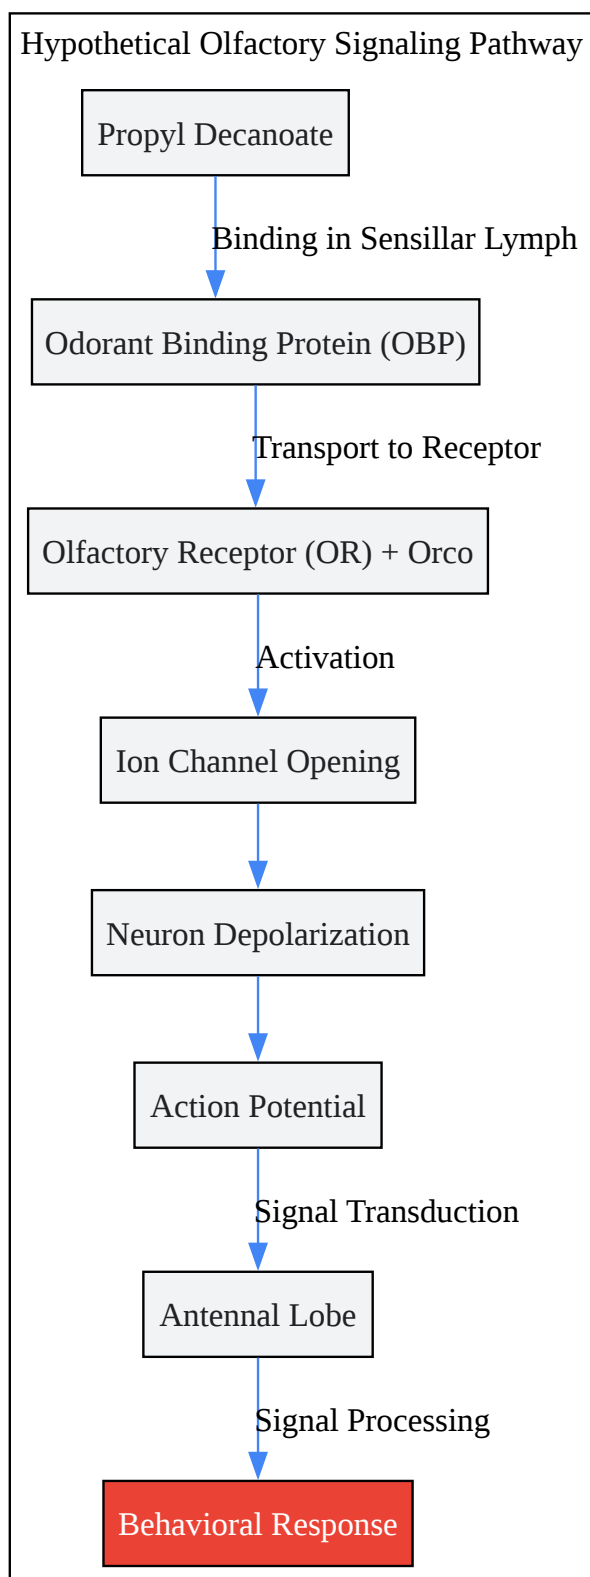 Hypothetical Olfactory Signaling Pathway
Propyl Decanoate
Binding in Sensillar Lymph
Odorant Binding Protein (OBP)
Transport to Receptor
Olfactory Receptor (OR) + Orco
Activation
Ion Channel Opening
Neuron Depolarization
Action Potential
Signal Transduction
Antennal Lobe
Signal Processing
Behavioral Response